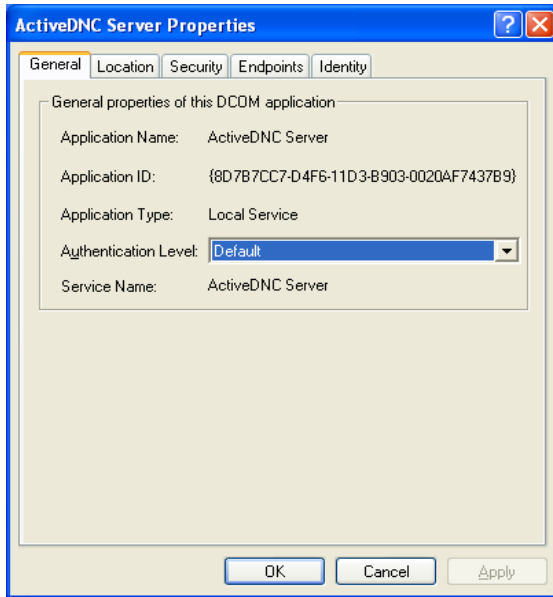 ActiveDNC Server Properties
General Location Security Endpoints Identity
General properties of this DCOM application
Application Name: ActiveDNC Server
Application ID: {8D7B7CC7-D4F6-11D3-B903-0020AF7437B9}
Application Type: Local Service
Authentication Level: Default
Service Name: ActiveDNC Server
OK Cancel Apply